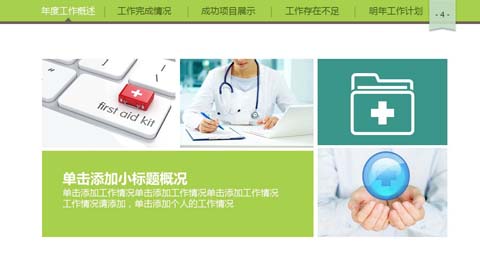 年度工作概述
工作完成情况
成功项目展示
工作存在不足
明年工作计划
- 4 -
first aid kit
单击添加小标题概况
单击添加工作情况单击添加工作情况单击添加工作情况
工作情况请添加，单击添加个人的工作情况